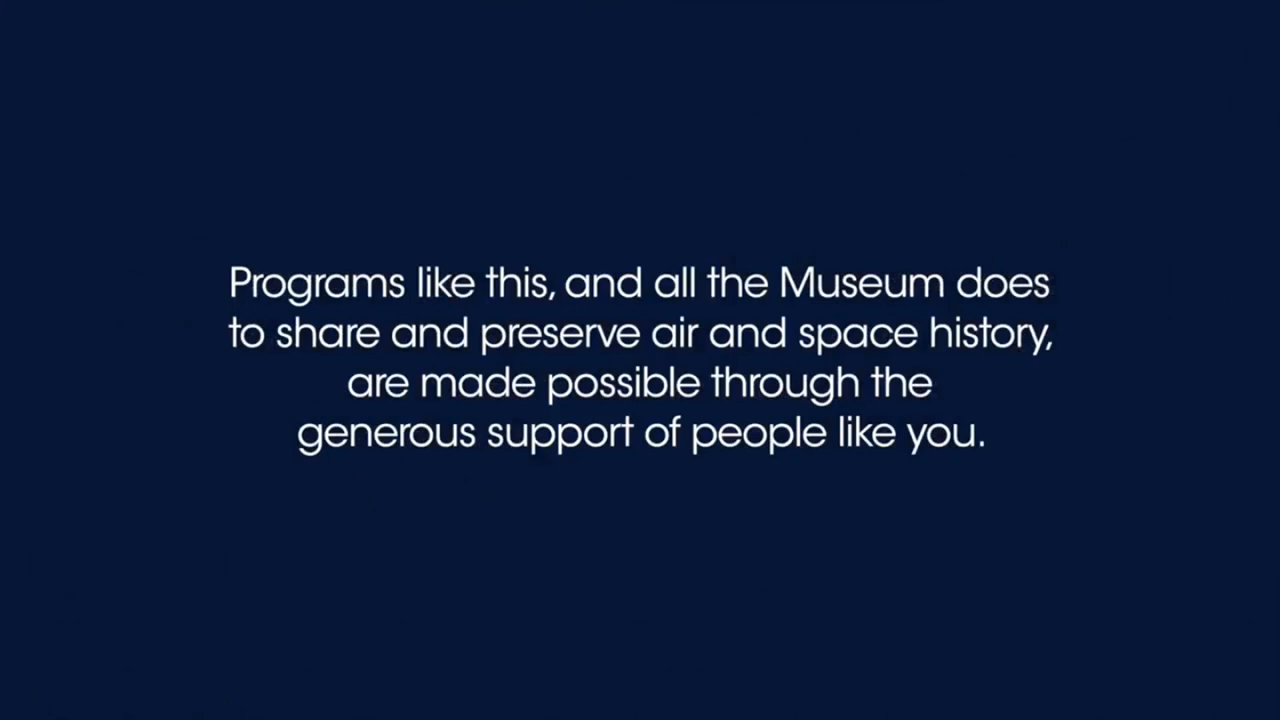 Programs like this, and all the Museum does
to share and preserve air and space history,
are made possible through the
generous support of people like you.